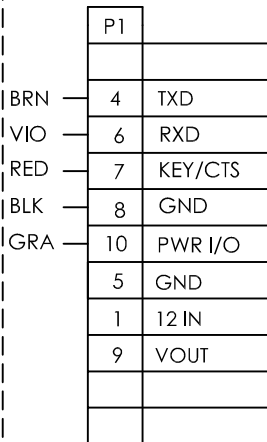 P1
BRN 4 TXD
VIO 6 RXD
RED 7 KEY/CTS
BLK 8 GND
GRA 10 PWR I/O
5 GND
1 12 IN
9 VOUT